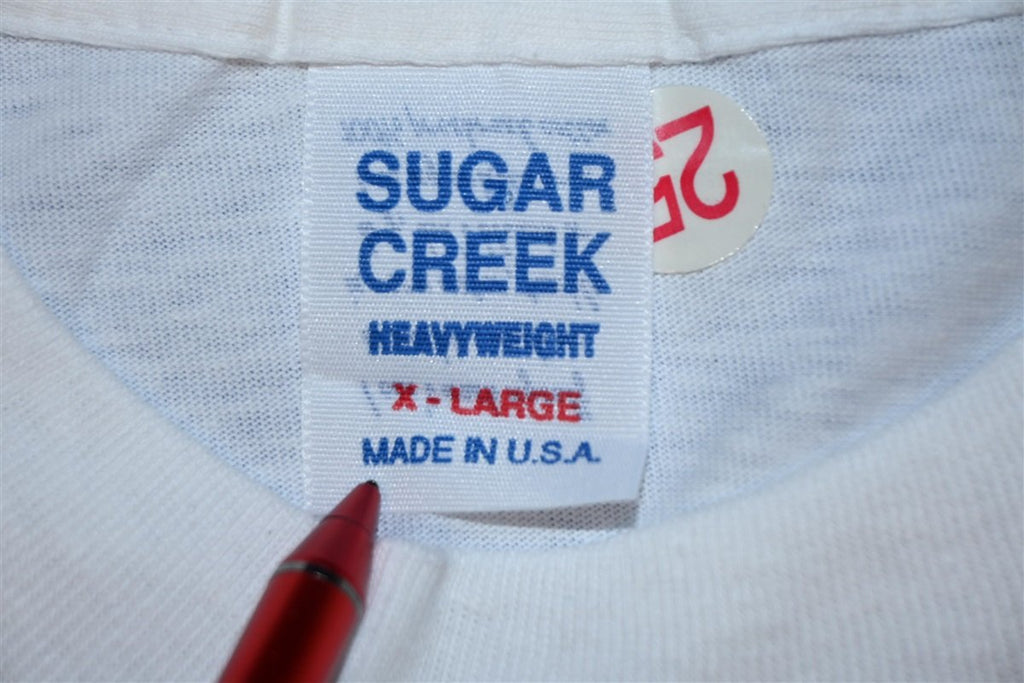 SUGAR
CREEK
HEAVYWEIGHT
X - LARGE
MADE IN U.S.A.